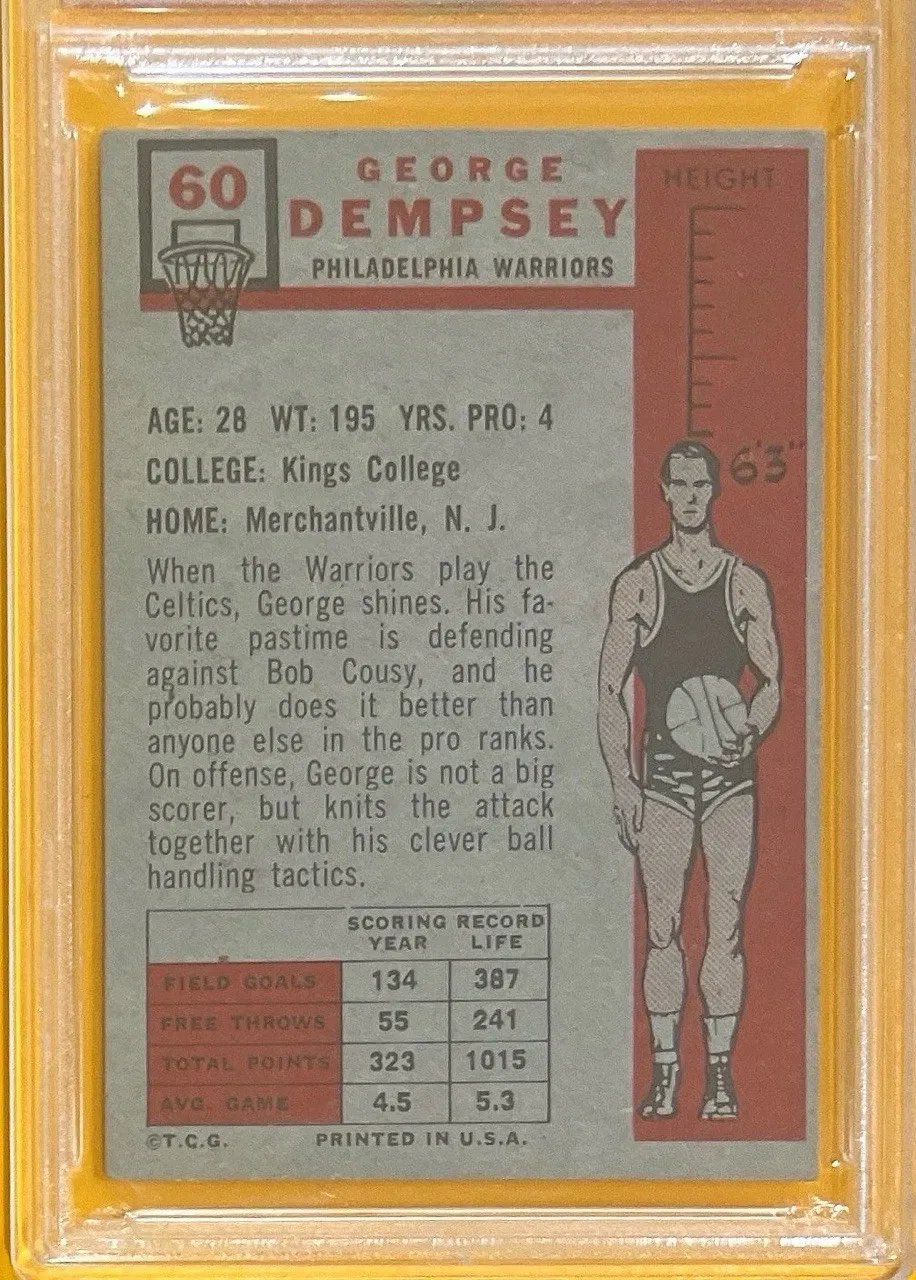 60
GEORGE
DEMPSEY
PHILADELPHIA WARRIORS
HEIGHT
6'3"
AGE: 28 WT: 195 YRS. PRO: 4
COLLEGE: Kings College
HOME: Merchantville, N. J.
When the Warriors play the
Celtics, George shines. His fa-
vorite pastime is defending
against Bob Cousy, and he
probably does it better than
anyone else in the pro ranks.
On offense, George is not a big
scorer, but knits the attack
together with his clever ball
handling tactics.
SCORING RECORD
YEAR LIFE
FIELD GOALS 134 387
FREE THROWS 55 241
TOTAL POINTS 323 1015
AVG. GAME 4.5 5.3
©T.C.G. PRINTED IN U.S.A.